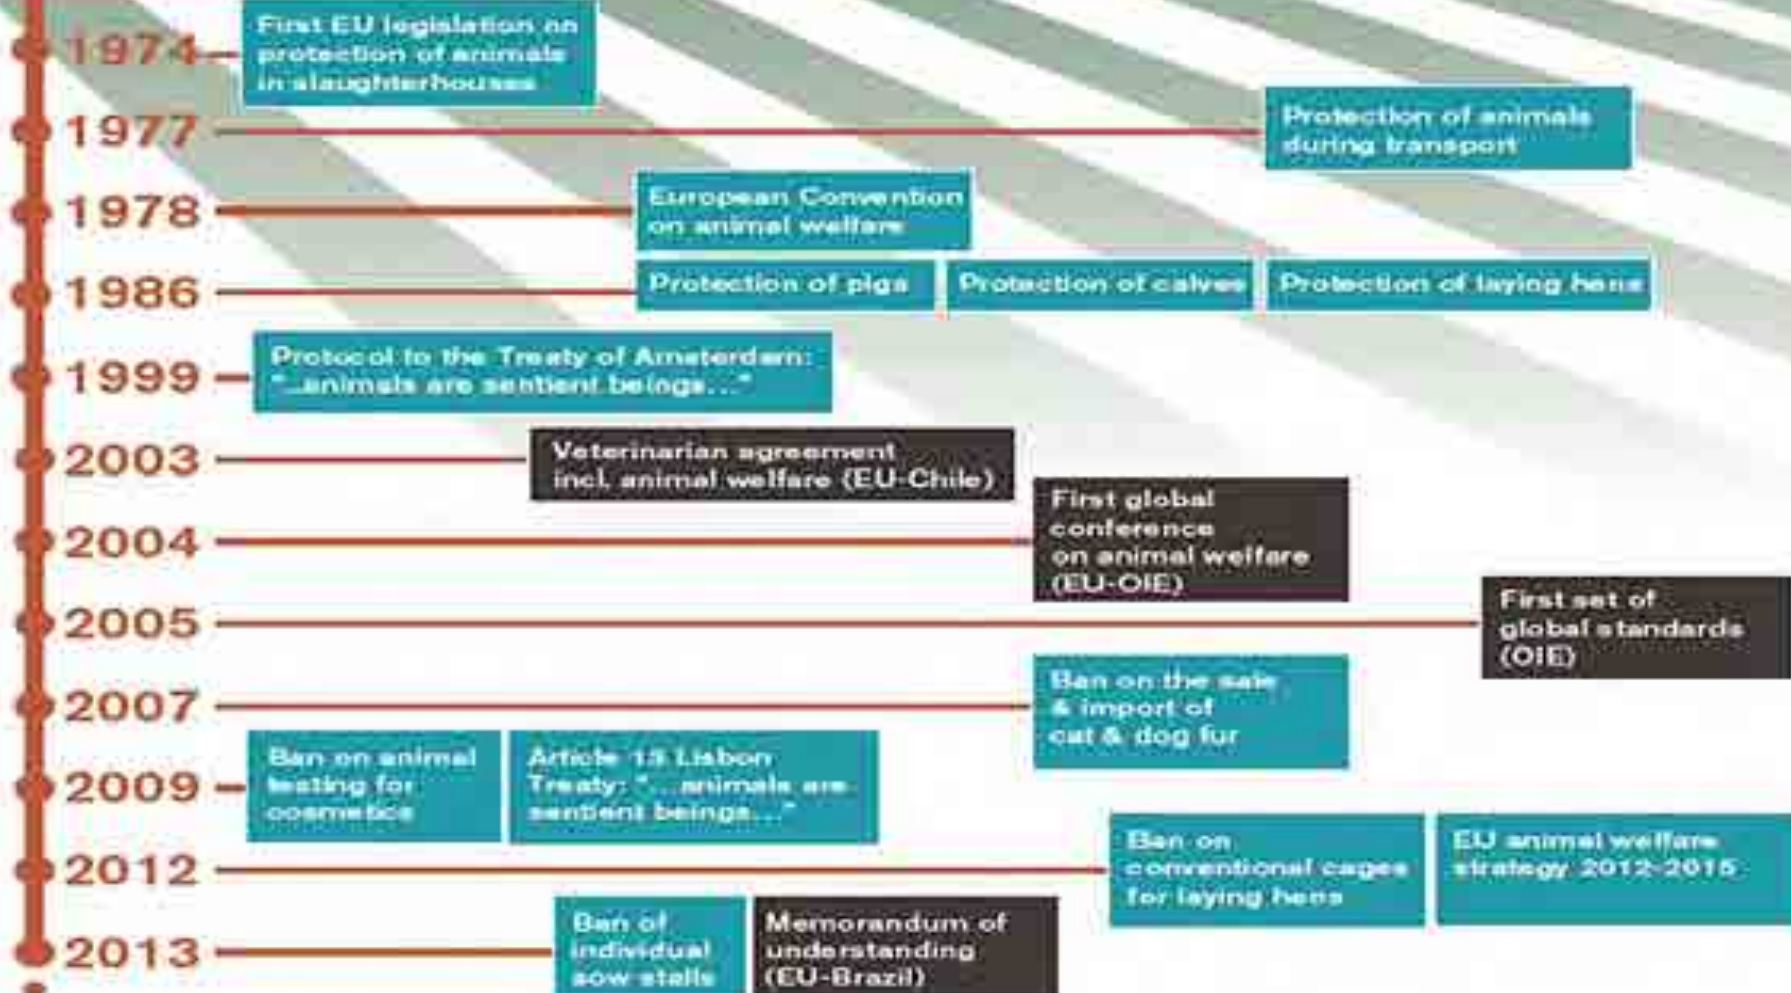 1974
First EU legislation on
protection of animals
in slaughterhouses
1977
Protection of animals
during transport
1978
European Convention
on animal welfare
1986
Protection of pigs
Protection of calves
Protection of laying hens
1999
Protocol to the Treaty of Amsterdam:
"...animals are sentient beings..."
2003
Veterinarian agreement
incl. animal welfare (EU-Chile)
2004
First global
conference
on animal welfare
(EU-OIE)
2005
First set of
global standards
(OIE)
2007
Ban on the sale
& import of
cat & dog fur
2009
Ban on animal
testing for
cosmetics
Article 13 Lisbon
Treaty: "...animals are
sentient beings..."
2012
Ban on
conventional cages
for laying hens
EU animal welfare
strategy 2012-2015
2013
Ban of
individual
sow stalls
Memorandum of
understanding
(EU-Brazil)